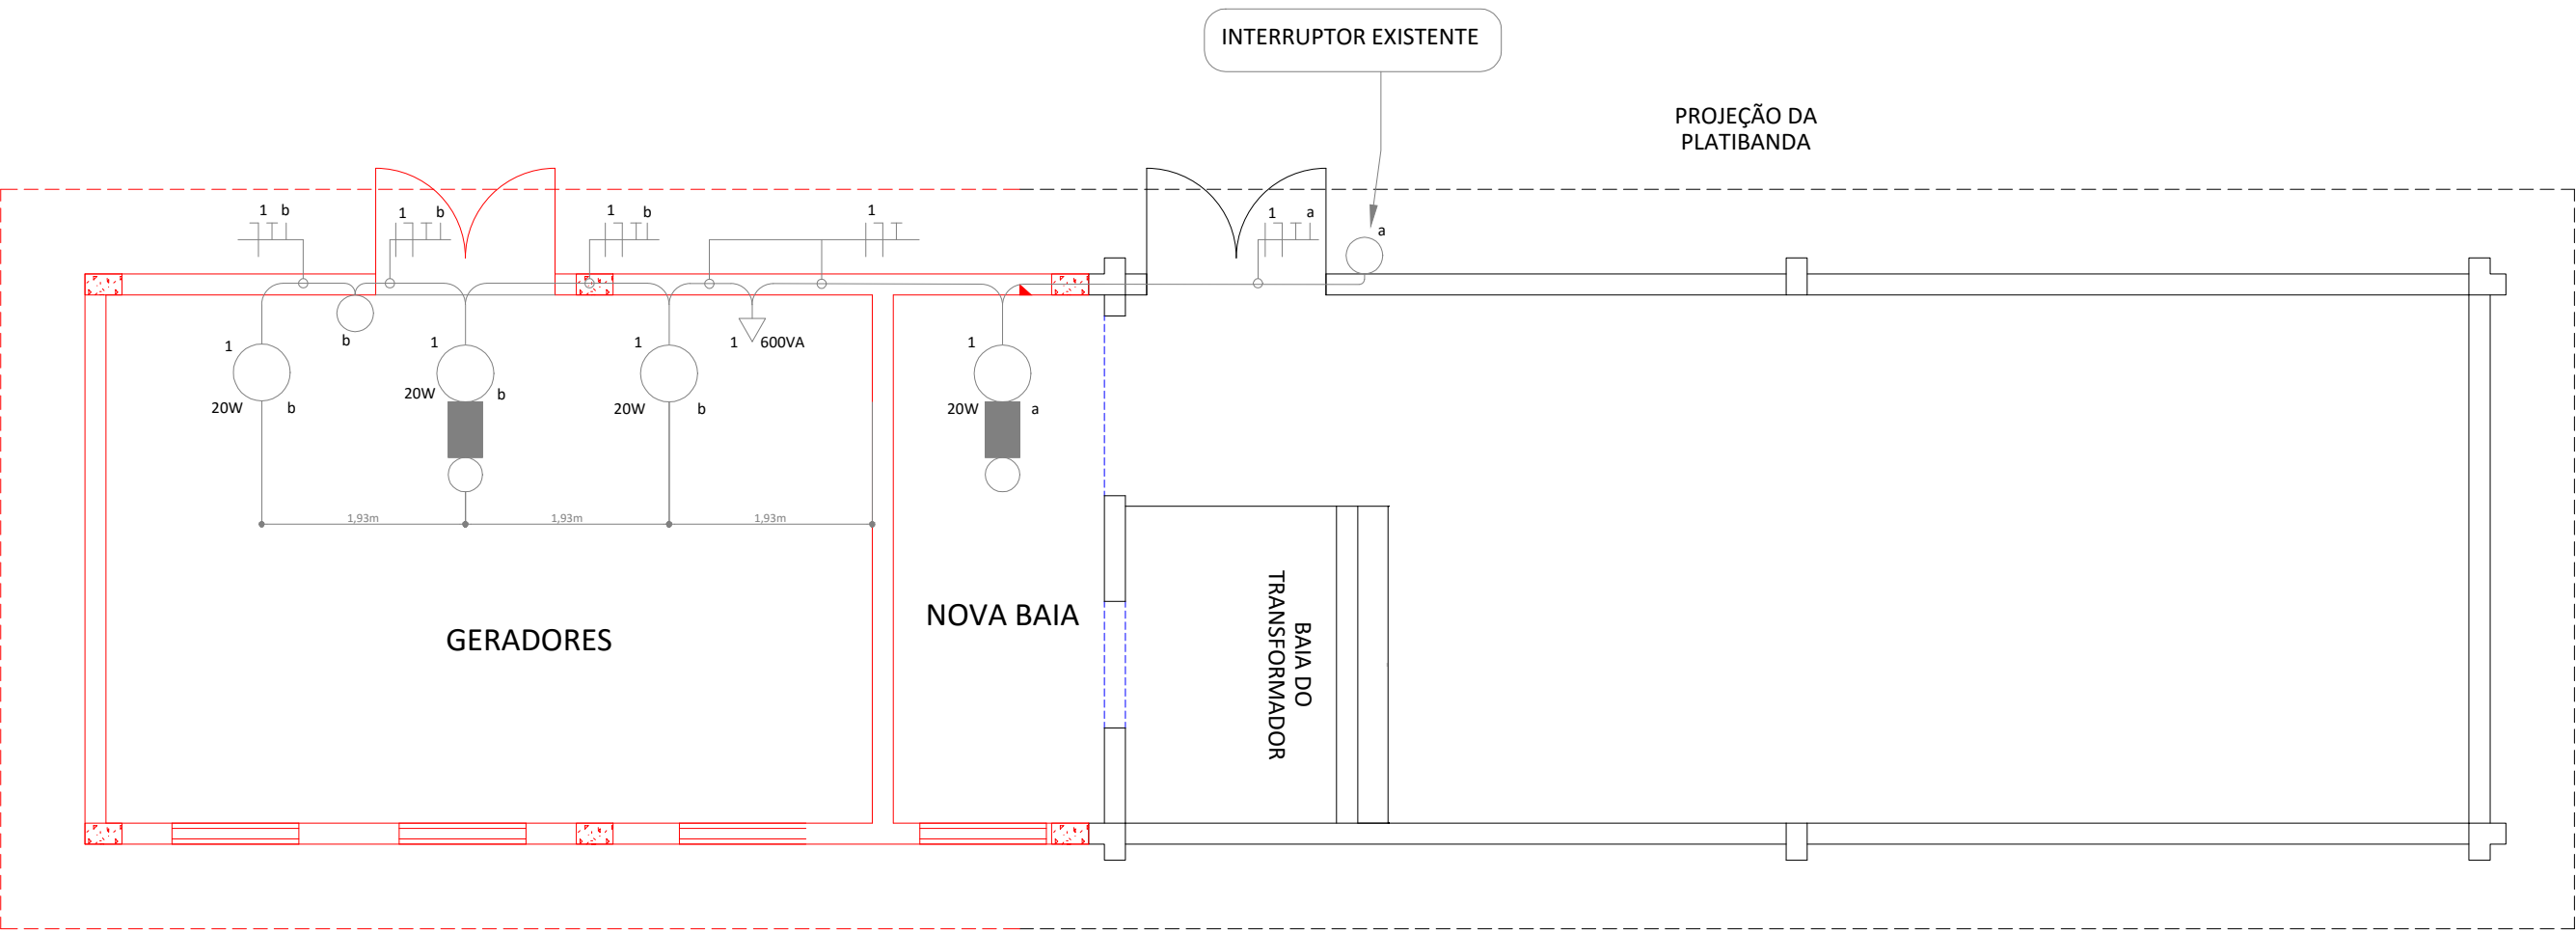 INTERRUPTOR EXISTENTE
PROJEÇÃO DA
PLATIBANDA
1 b
1 b
1 b
1
1 a
a
b
1
20W b
1
20W b
1
20W b
1 600VA
1
20W a
1,93m
1,93m
1,93m
GERADORES
NOVA BAIA
BAIA DO
TRANSFORMADOR